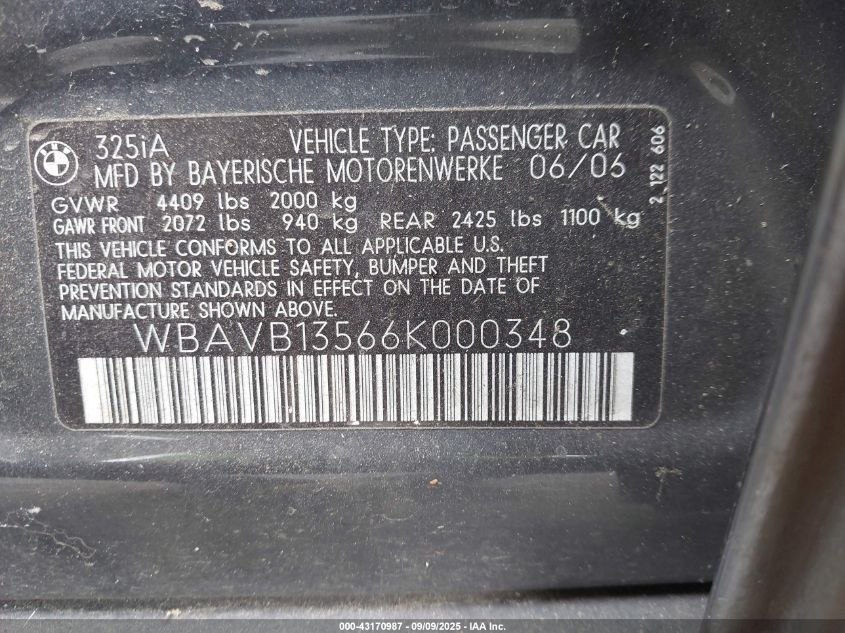 325iA VEHICLE TYPE: PASSENGER CAR
MFD BY BAYERISCHE MOTORENWERKE 06/06
GVWR 4409 lbs 2000 kg
GAWR FRONT 2072 lbs 940 kg REAR 2425 lbs 1100 kg
THIS VEHICLE CONFORMS TO ALL APPLICABLE U.S.
FEDERAL MOTOR VEHICLE SAFETY, BUMPER AND THEFT
PREVENTION STANDARDS IN EFFECT ON THE DATE OF
MANUFACTURE SHOWN ABOVE.
WBAVB13566K000348
2 122 606
000-43170987 - 09/09/2025 - IAA Inc.